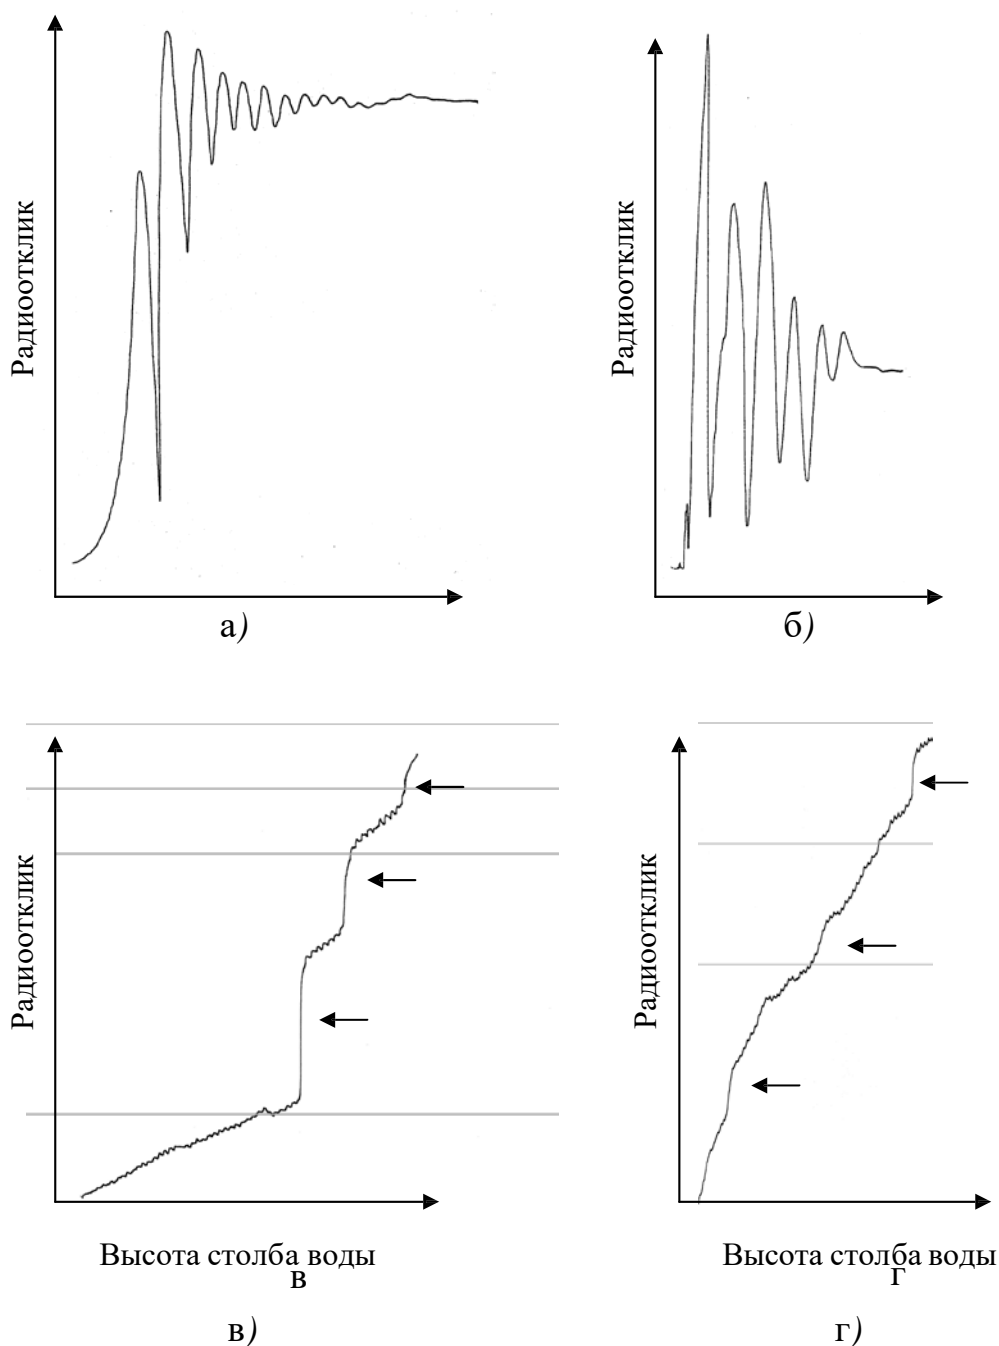 Радиоотклик
Радиоотклик
а)
б)
Радиоотклик
Радиоотклик
Высота столба воды
в
Высота столба воды
г
в)
г)